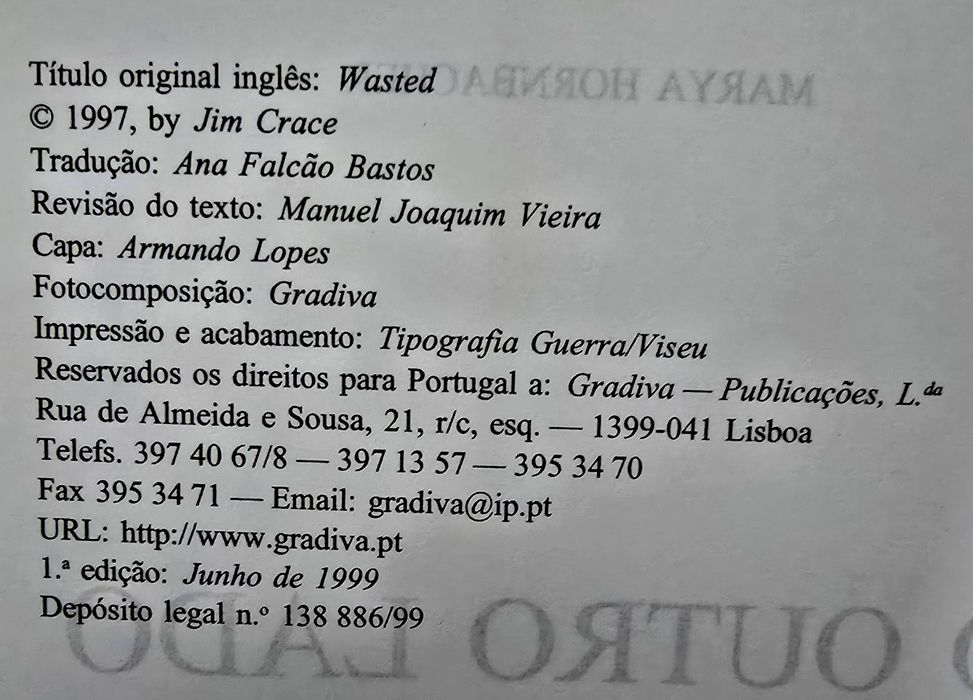 MARYA HORNBACHER
Título original inglês: Wasted
© 1997, by Jim Crace
Tradução: Ana Falcão Bastos
Revisão do texto: Manuel Joaquim Vieira
Capa: Armando Lopes
Fotocomposição: Gradiva
Impressão e acabamento: Tipografia Guerra/Viseu
Reservados os direitos para Portugal a: Gradiva — Publicações, L.ᵈᵃ
Rua de Almeida e Sousa, 21, r/c, esq. — 1399-041 Lisboa
Telefs. 397 40 67/8 — 397 13 57 — 395 34 70
Fax 395 34 71 — Email: gradiva@ip.pt
URL: http://www.gradiva.pt
1.ª edição: Junho de 1999
Depósito legal n.º 138 886/99
OUTRO LADO